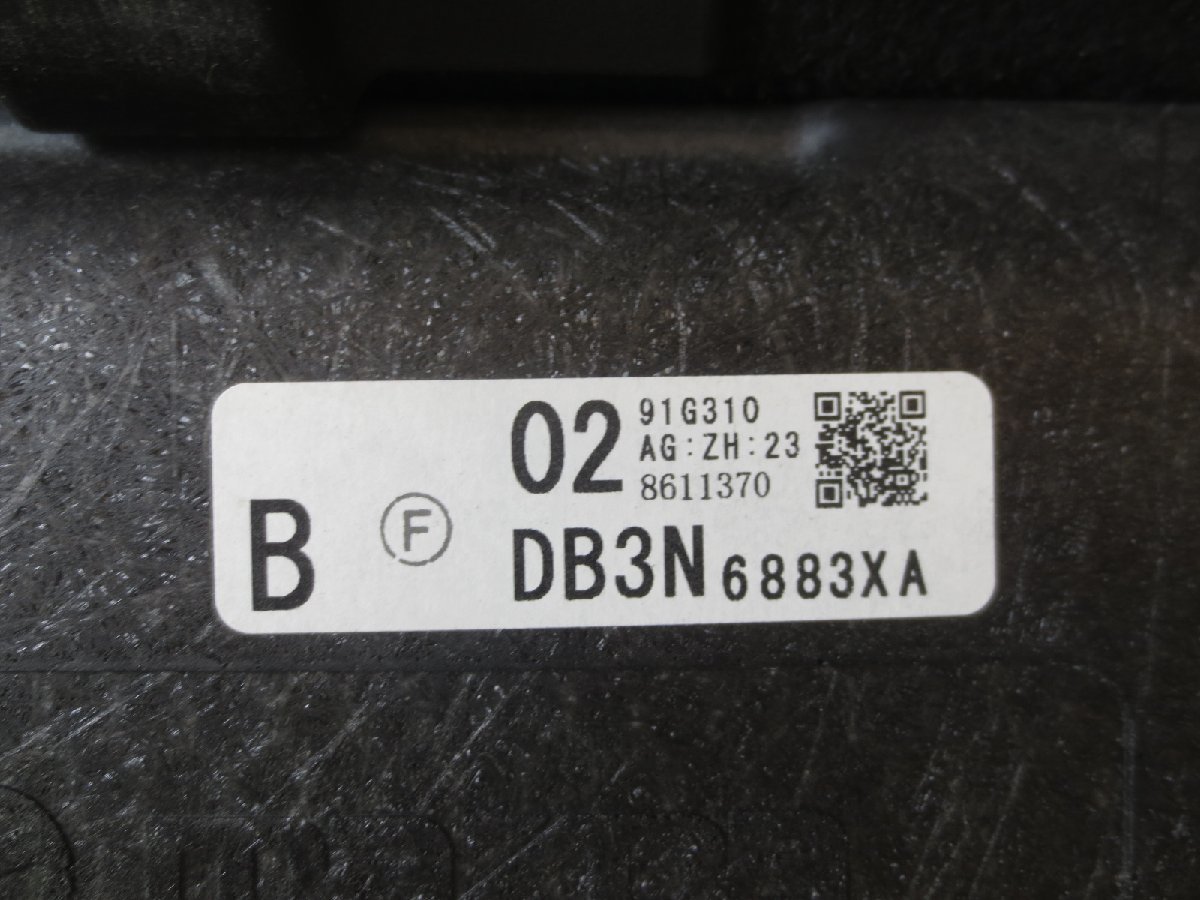 B
F
02
91G310
AG:ZH:23
8611370
DB3N 6883XA